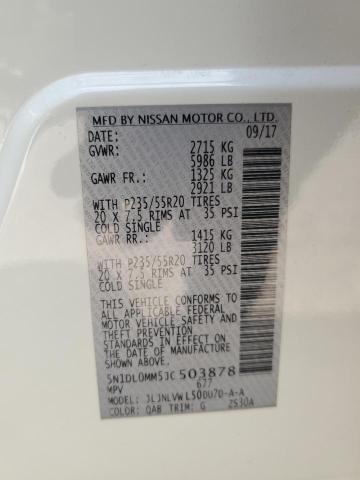 MFD BY NISSAN MOTOR CO., LTD.
DATE: 09/17
GVWR: 2715 KG
5986 LB
GAWR FR.: 1325 KG
2921 LB
WITH P235/55R20 TIRES
20 X 7.5 RIMS AT 35 PSI
COLD SINGLE
GAWR RR.: 1415 KG
3120 LB
WITH P235/55R20 TIRES
20 X 7.5 RIMS AT 35 PSI
COLD SINGLE
THIS VEHICLE CONFORMS TO
ALL APPLICABLE FEDERAL
MOTOR VEHICLE SAFETY AND
THEFT PREVENTION
STANDARDS IN EFFECT ON
THE DATE OF MANUFACTURE
SHOWN ABOVE.
5N1DL0MM5JC503878
MPV 677
MODEL:
COLOR: QAB TRIM: G 2530A